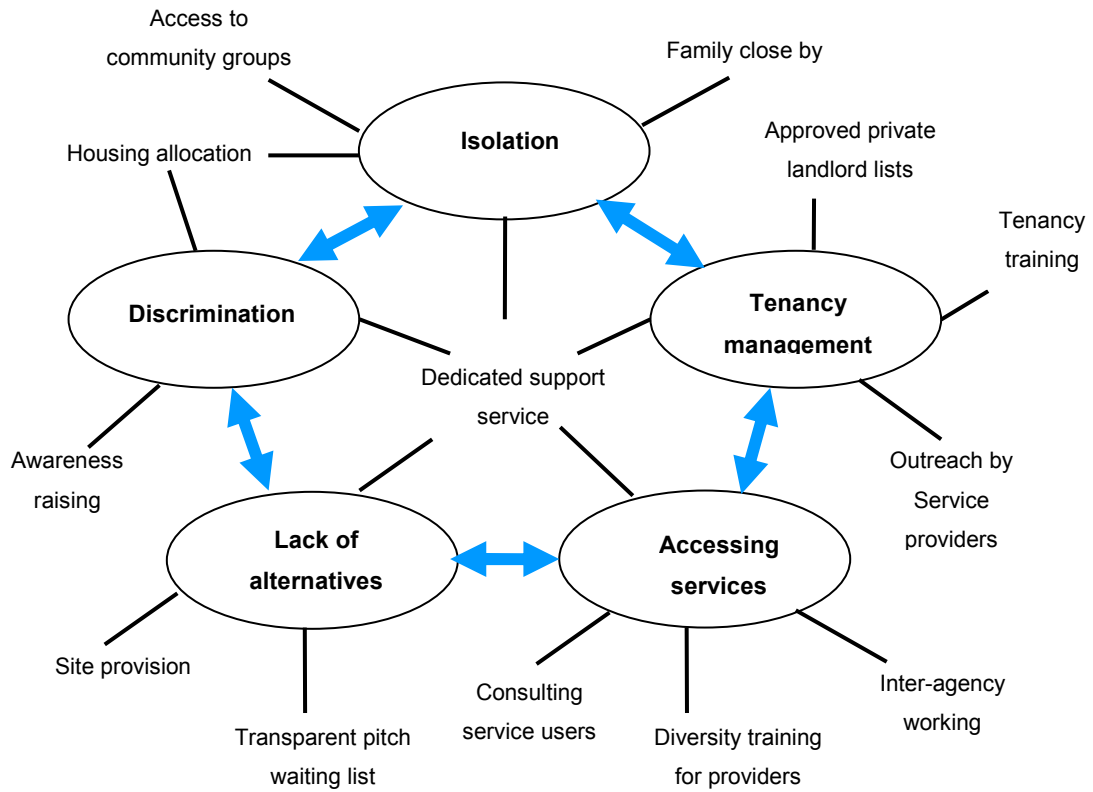 Access to
community groups
Family close by
Isolation
Approved private
landlord lists
Housing allocation
Tenancy
training
Discrimination
Tenancy
management
Dedicated support
service
Awareness
raising
Outreach by
Service
providers
Lack of
alternatives
Accessing
services
Site provision
Transparent pitch
waiting list
Consulting
service users
Diversity training
for providers
Inter-agency
working